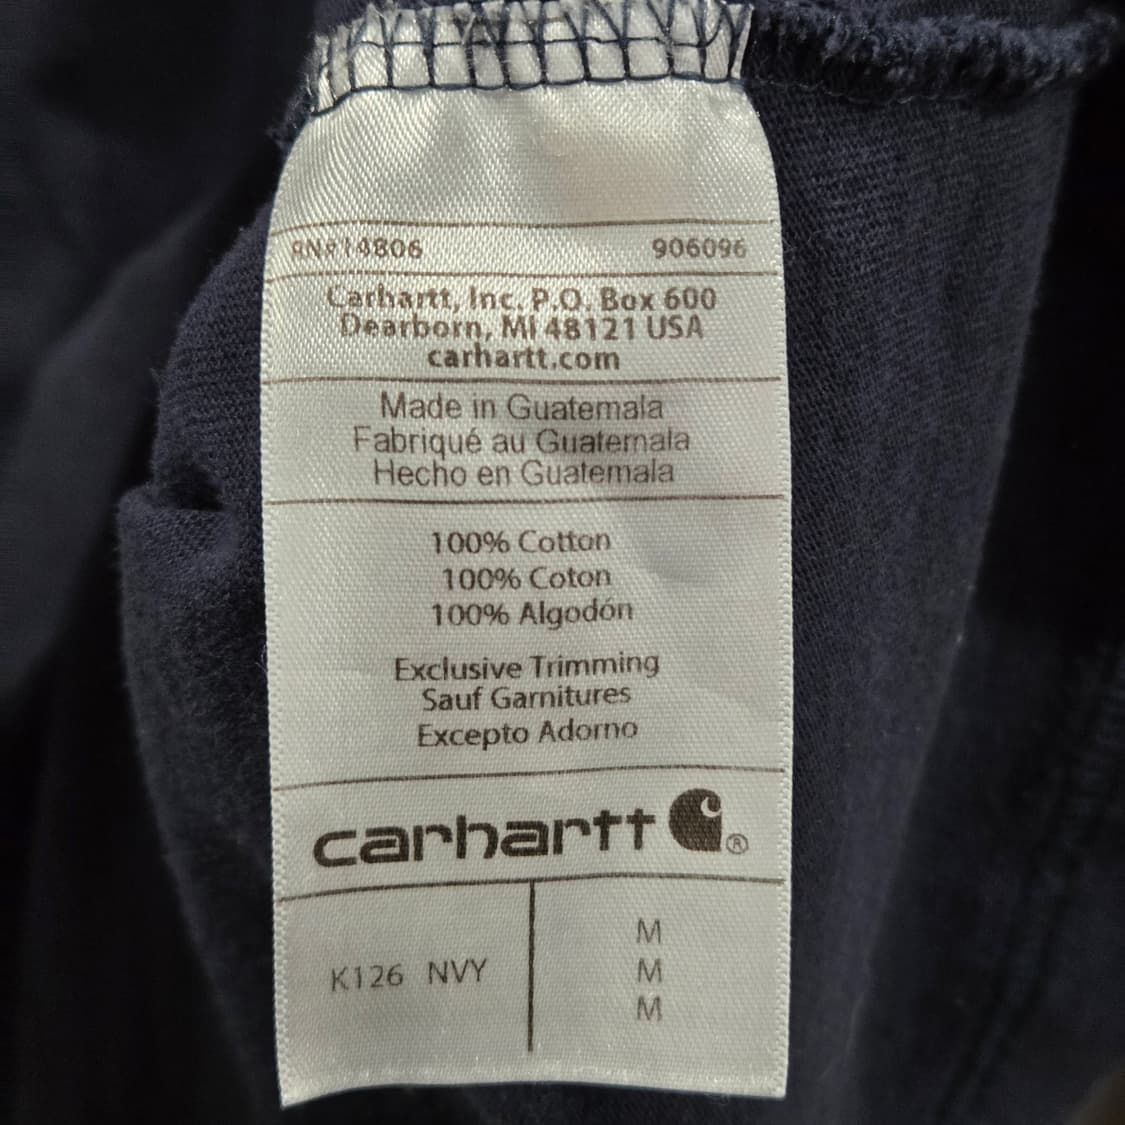 RN#14806 906096
Carhartt, Inc. P.O. Box 600
Dearborn, MI 48121 USA
carhartt.com
Made in Guatemala
Fabriqué au Guatemala
Hecho en Guatemala
100% Cotton
100% Coton
100% Algodón
Exclusive Trimming
Sauf Garnitures
Excepto Adorno
carhartt ®
K126 NVY
M
M
M